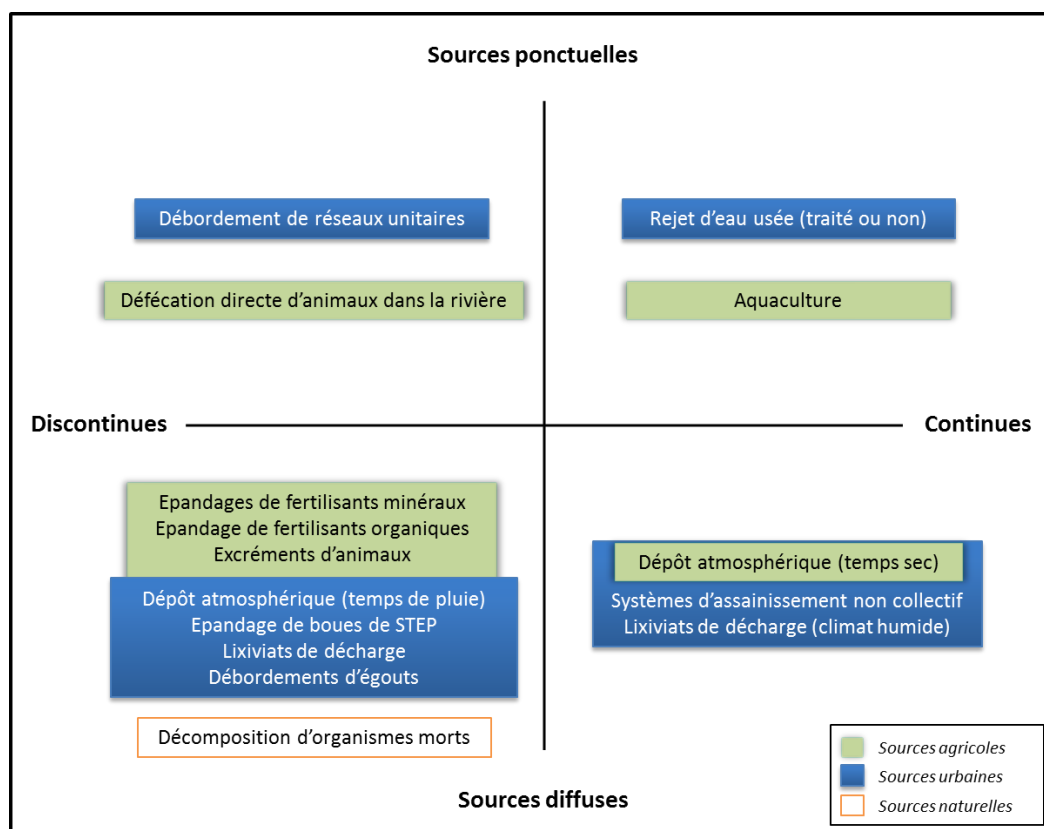 Sources ponctuelles
Débordement de réseaux unitaires
Rejet d'eau usée (traité ou non)
Défécation directe d'animaux dans la rivière
Aquaculture
Discontinues
Continues
Epandages de fertilisants minéraux
Epandage de fertilisants organiques
Excréments d'animaux
Dépôt atmosphérique (temps de pluie)
Epandage de boues de STEP
Lixiviats de décharge
Débordements d'égouts
Dépôt atmosphérique (temps sec)
Systèmes d'assainissement non collectif
Lixiviats de décharge (climat humide)
Décomposition d'organismes morts
Sources diffuses
Sources agricoles
Sources urbaines
Sources naturelles